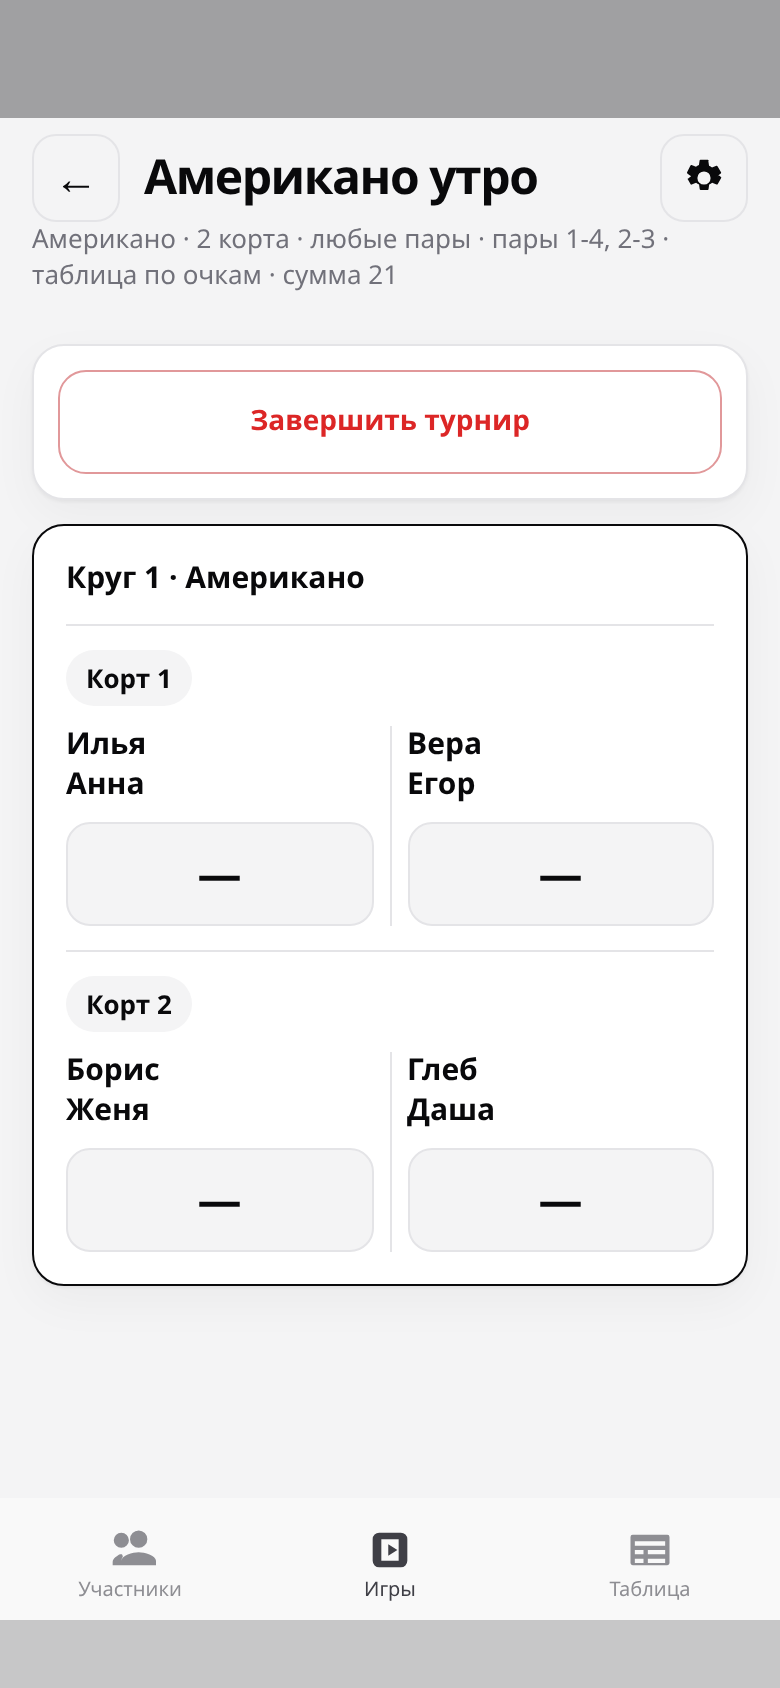 ← Американо утро
Американо · 2 корта · любые пары · пары 1-4, 2-3 ·
таблица по очкам · сумма 21
Завершить турнир
Круг 1 · Американо
Корт 1
Илья
Анна
Вера
Егор
—
—
Корт 2
Борис
Женя
Глеб
Даша
—
—
Участники
Игры
Таблица